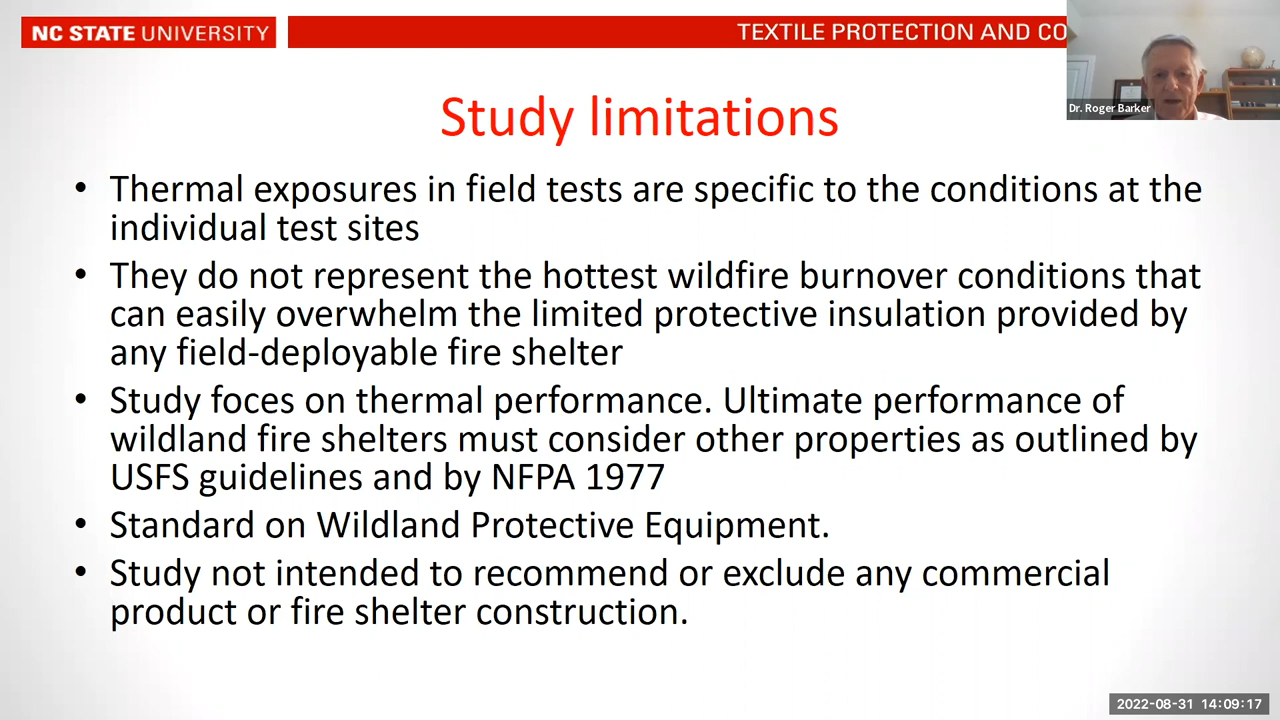 NC STATE UNIVERSITY
TEXTILE PROTECTION AND CO
Dr. Roger Barker
Study limitations
• Thermal exposures in field tests are specific to the conditions at the
individual test sites
• They do not represent the hottest wildfire burnover conditions that
can easily overwhelm the limited protective insulation provided by
any field-deployable fire shelter
• Study foces on thermal performance. Ultimate performance of
wildland fire shelters must consider other properties as outlined by
USFS guidelines and by NFPA 1977
• Standard on Wildland Protective Equipment.
• Study not intended to recommend or exclude any commercial
product or fire shelter construction.
2022-08-31 14:09:17